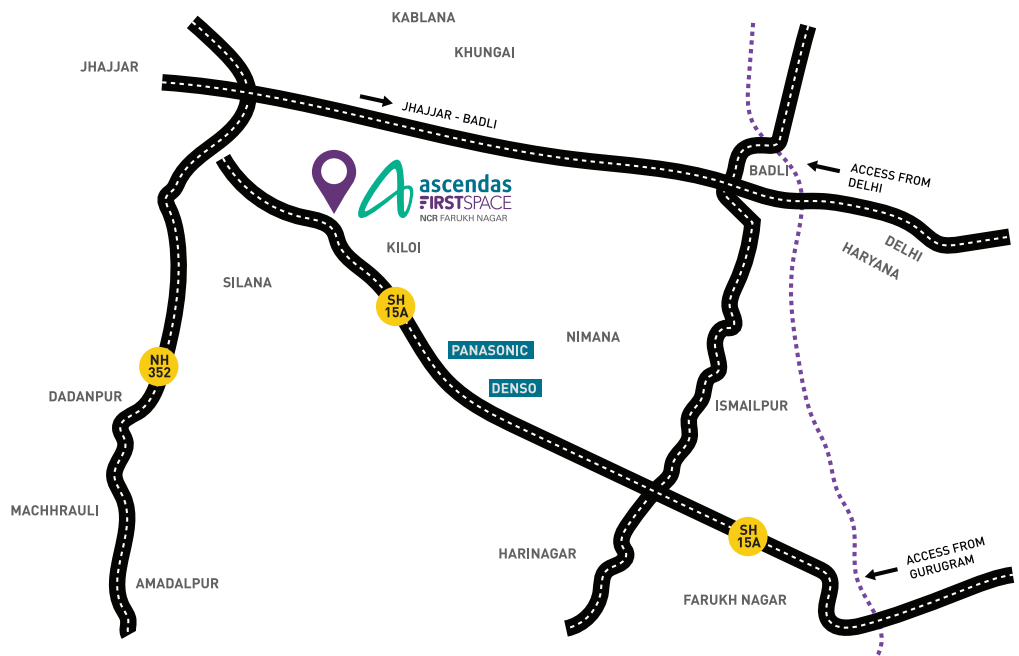 KABLANA
KHUNGAI
JHAJJAR
JHAJJAR - BADLI
BADLI
ACCESS FROM
DELHI
ascendas
FIRSTSPACE
NCR FARUKH NAGAR
KILOI
DELHI
HARYANA
SILANA
SH
15A
NIMANA
PANASONIC
NH
352
DENSO
DADANPUR
ISMAILPUR
MACHHRAULI
SH
15A
HARINAGAR
ACCESS FROM
GURUGRAM
AMADALPUR
FARUKH NAGAR